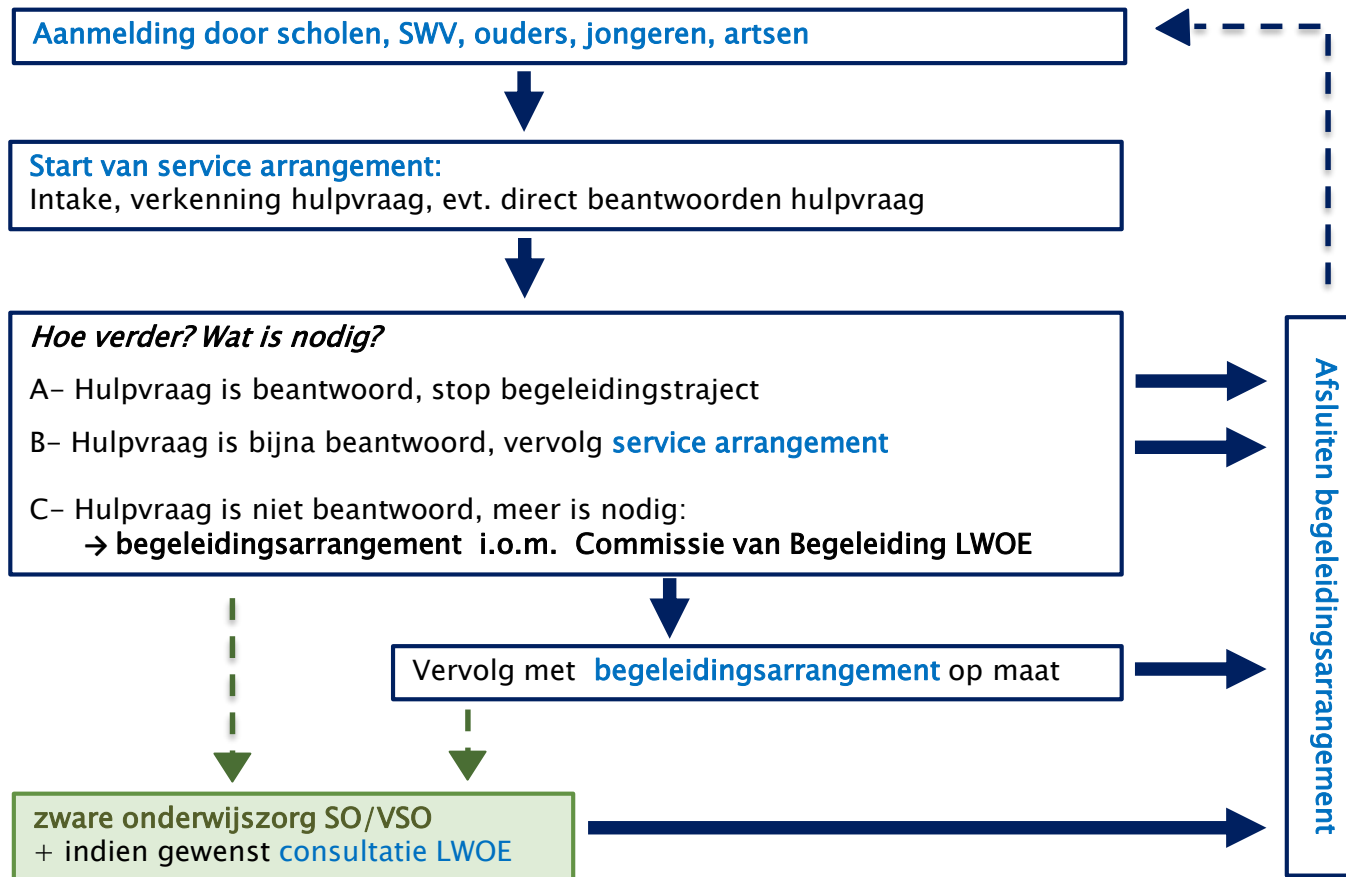 Aanmelding door scholen, SWV, ouders, jongeren, artsen
Start van service arrangement:
Intake, verkenning hulpvraag, evt. direct beantwoorden hulpvraag
Hoe verder? Wat is nodig?
A– Hulpvraag is beantwoord, stop begeleidingstraject
B– Hulpvraag is bijna beantwoord, vervolg service arrangement
C– Hulpvraag is niet beantwoord, meer is nodig:
→ begeleidingsarrangement i.o.m. Commissie van Begeleiding LWOE
Vervolg met begeleidingsarrangement op maat
zware onderwijszorg SO/VSO
+ indien gewenst consultatie LWOE
Afsluiten begeleidingsarrangement